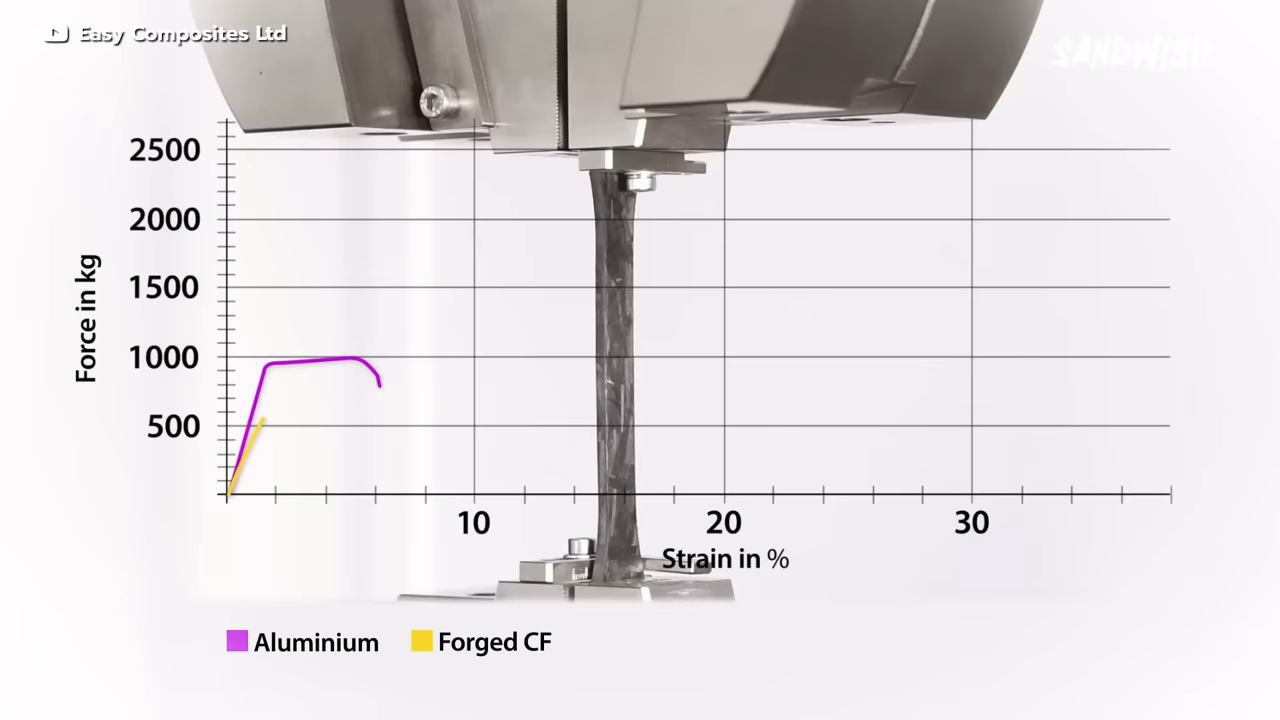 Easy Composites Ltd
SANDWISH
2500
2000
1500
1000
500
Force in kg
10
20
30
Strain in %
Aluminium
Forged CF